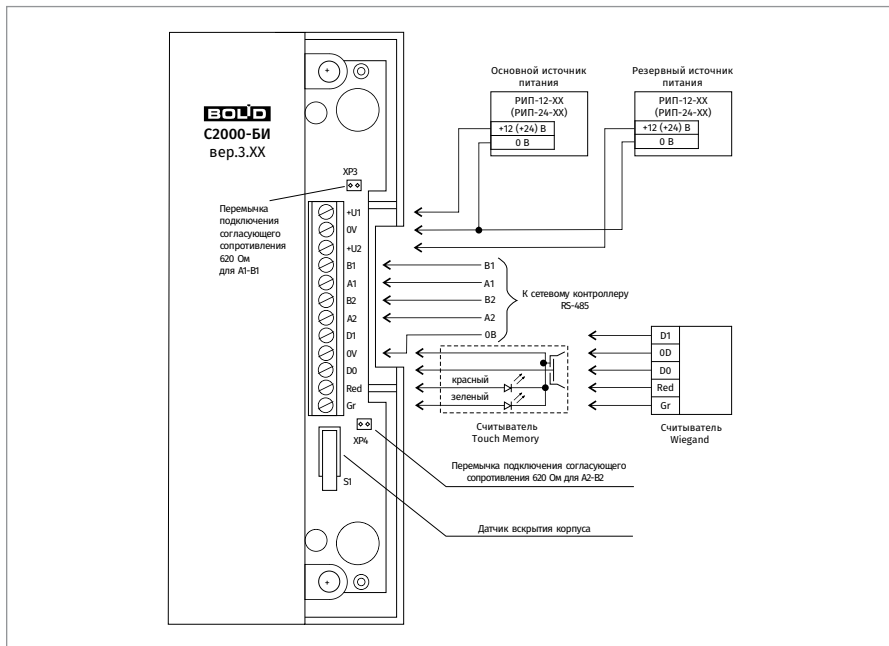 BOLID
С2000-БИ
вер.3.XX
Основной источник
питания
РИП-12-XX
(РИП-24-XX)
+12 (+24) В
0 В
Резервный источник
питания
РИП-12-XX
(РИП-24-XX)
+12 (+24) В
0 В
XP3
Перемычка
подключения
согласующего
сопротивления
620 Ом
для A1-B1
+U1
0V
+U2
B1
A1
B2
A2
D1
0V
D0
Red
Gr
B1
A1
B2
A2
0В
К сетевому контроллеру
RS-485
красный
зеленый
Считыватель
Touch Memory
D1
0D
D0
Red
Gr
Считыватель
Wiegand
XP4
S1
Перемычка подключения согласующего
сопротивления 620 Ом для A2-B2
Датчик вскрытия корпуса